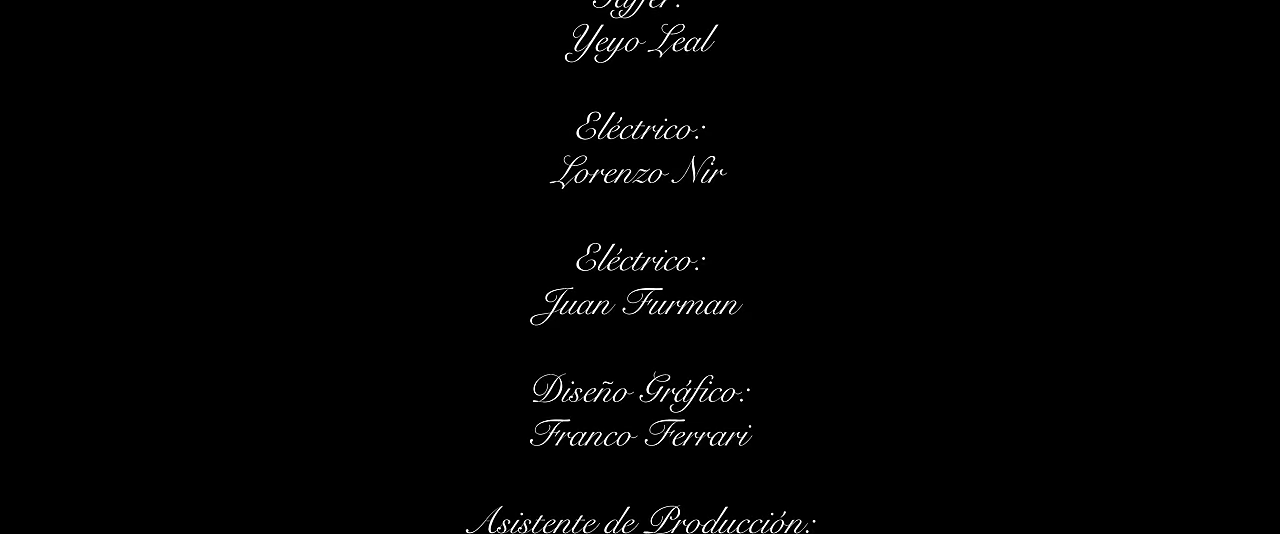 Yeyo Leal
Eléctrico:
Lorenzo Nir
Eléctrico:
Juan Furman
Diseño Gráfico:
Franco Ferrari
Asistente de Producción: